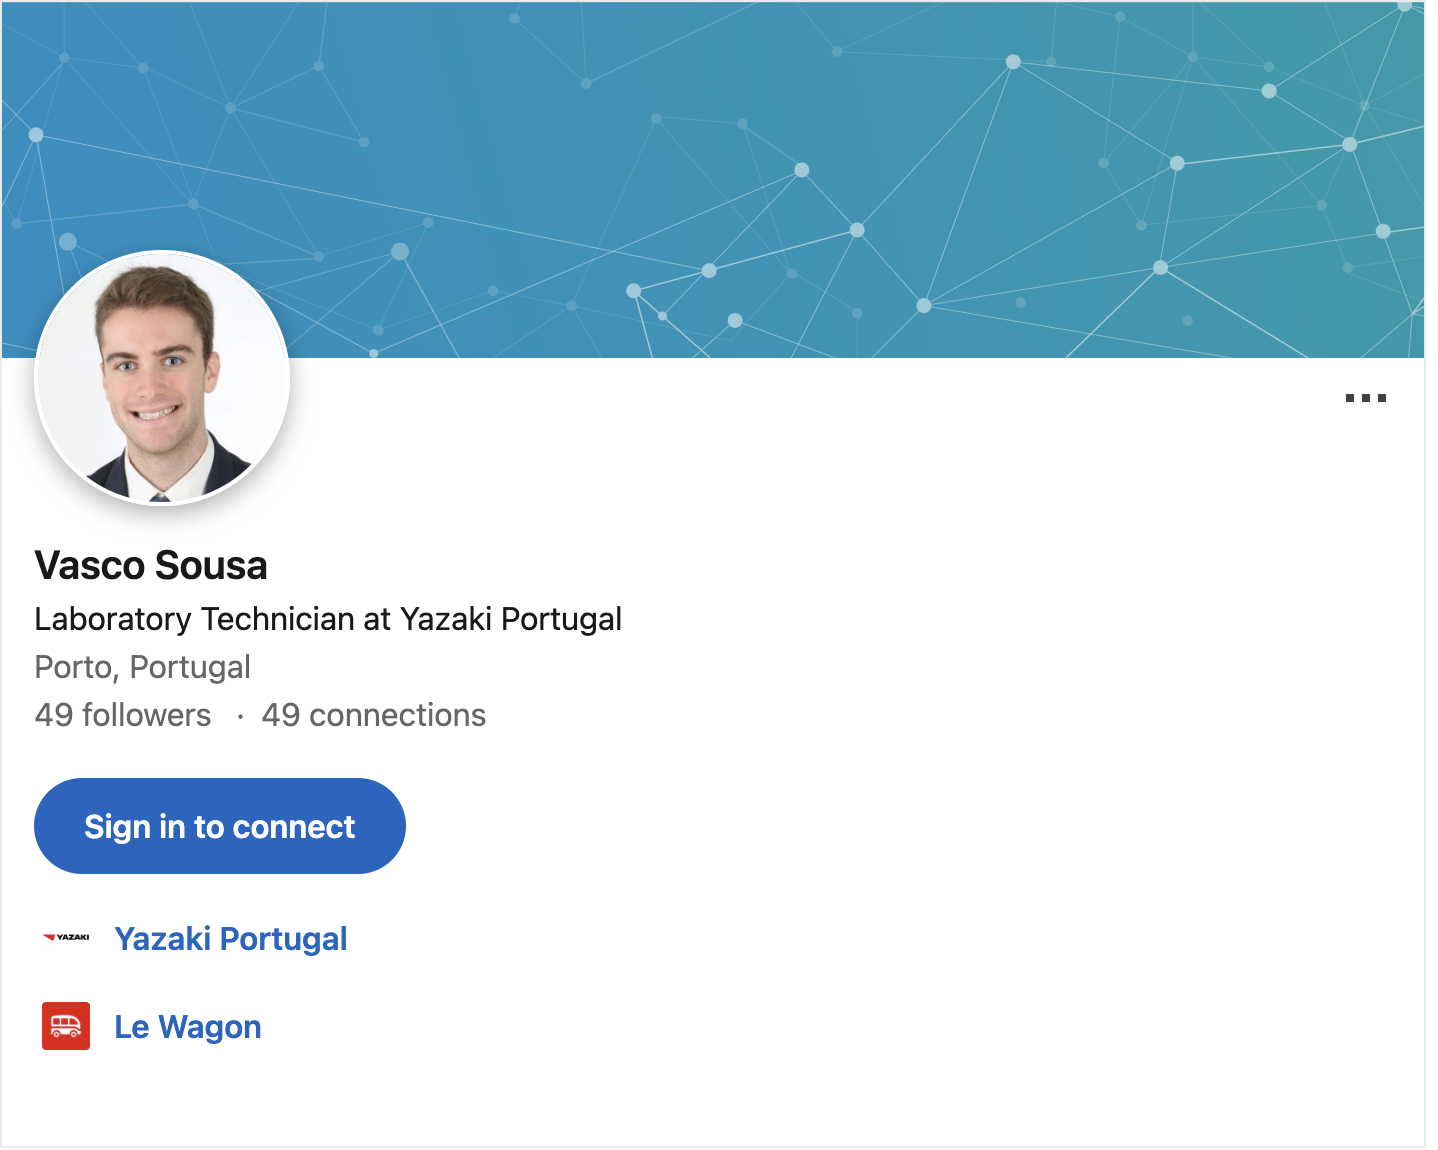 Vasco Sousa
Laboratory Technician at Yazaki Portugal
Porto, Portugal
49 followers · 49 connections
Sign in to connect
YAZAKI Yazaki Portugal
Le Wagon